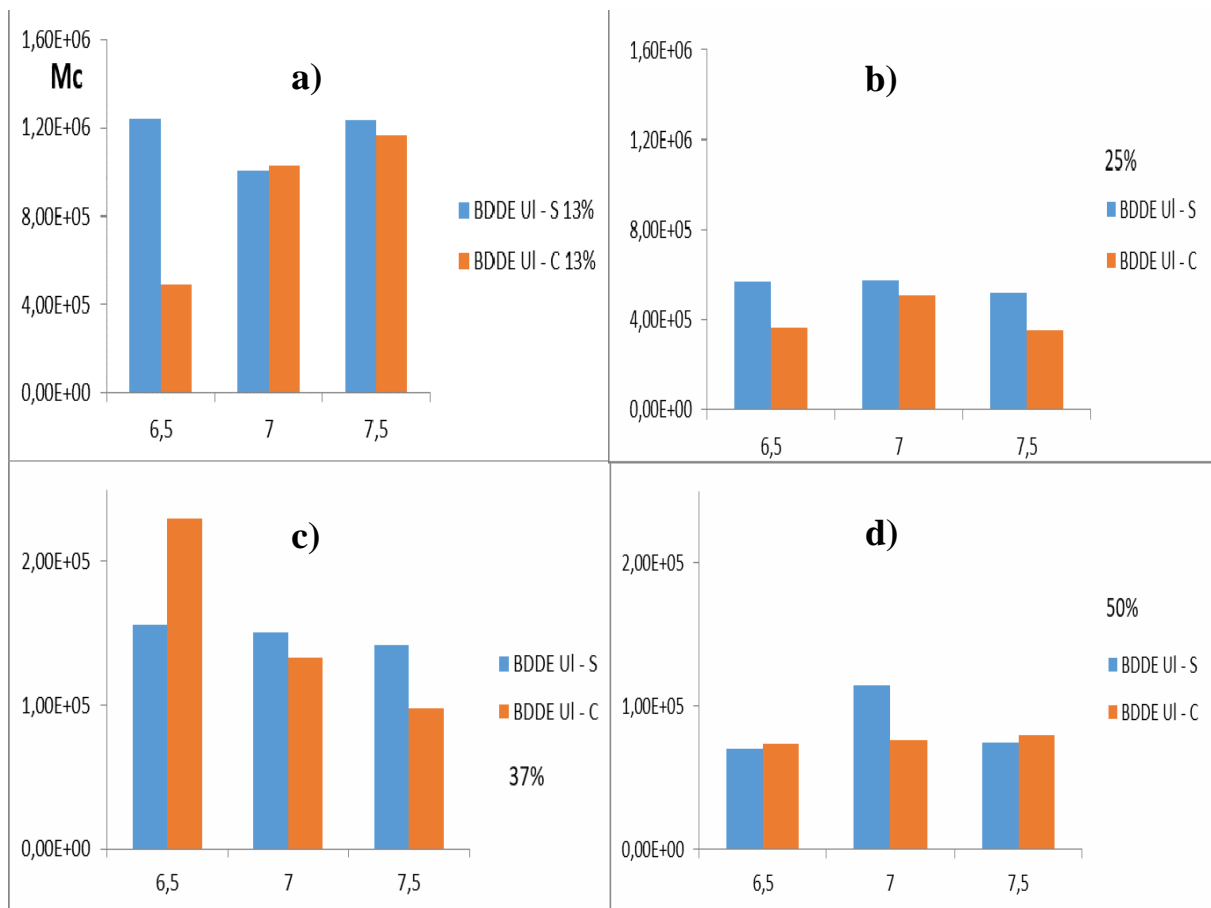 1,60E+06
Mc
a)
1,20E+06
8,00E+05
4,00E+05
0,00E+00
6,5 7 7,5
BDDE Ul - S 13%
BDDE Ul - C 13%
1,60E+06
b)
1,20E+06
8,00E+05
4,00E+05
0,00E+00
6,5 7 7,5
25%
BDDE Ul - S
BDDE Ul - C
c)
2,00E+05
1,00E+05
0,00E+00
6,5 7 7,5
BDDE Ul - S
BDDE Ul - C
37%
d)
2,00E+05
1,00E+05
0,00E+00
6,5 7 7,5
50%
BDDE Ul - S
BDDE Ul - C